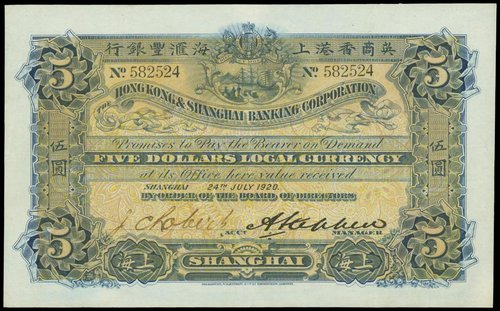 行銀豐滙海 上港香商英
5 Nº 582524 Nº 582524 5
THE HONGKONG & SHANGHAI BANKING CORPORATION
Promises to Pay the Bearer on Demand
FIVE DOLLARS LOCAL CURRENCY
伍圓 伍圓
at its Office here value received
SHANGHAI 24TH JULY 1920.
BY ORDER OF THE BOARD OF DIRECTORS
ACCT MANAGER
5 5
上海 SHANGHAI 上海